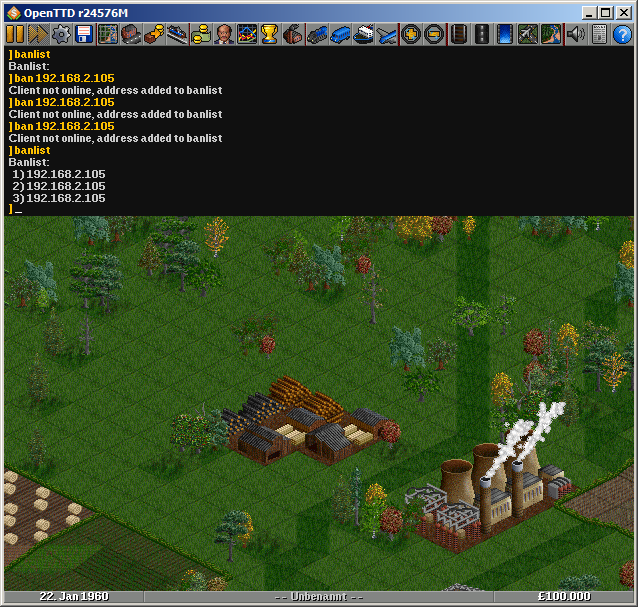 OpenTTD r24576M
] banlist
Banlist:
] ban 192.168.2.105
Client not online, address added to banlist
] ban 192.168.2.105
Client not online, address added to banlist
] ban 192.168.2.105
Client not online, address added to banlist
] banlist
Banlist:
1) 192.168.2.105
2) 192.168.2.105
3) 192.168.2.105
] _
22. Jan 1960
- - Unbenannt - -
£100.000